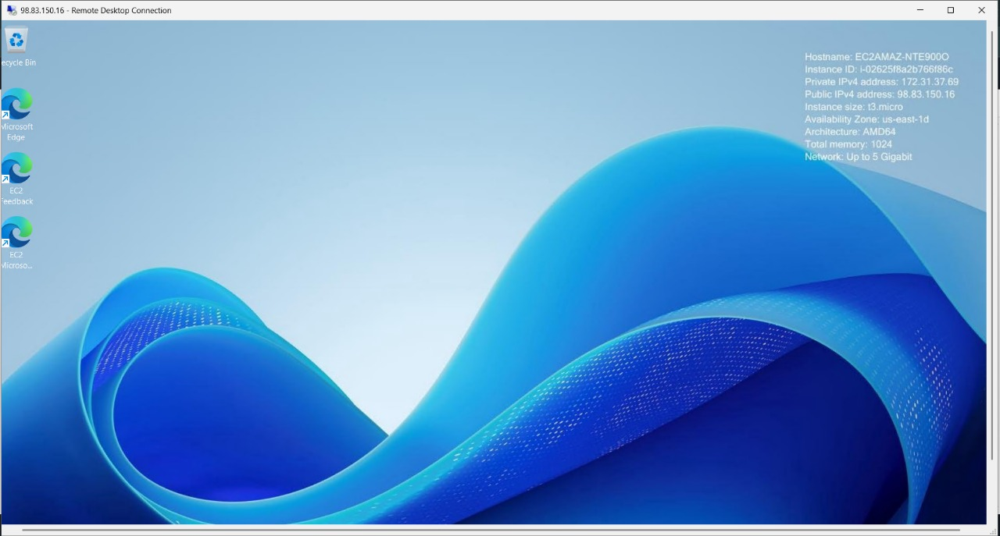 98.83.150.16 - Remote Desktop Connection
ecycle Bin
Microsoft
Edge
EC2
Feedback
EC2
Microso...
Hostname: EC2AMAZ-NTE900O
Instance ID: i-02625f8a2b766f86c
Private IPv4 address: 172.31.37.69
Public IPv4 address: 98.83.150.16
Instance size: t3.micro
Availability Zone: us-east-1d
Architecture: AMD64
Total memory: 1024
Network: Up to 5 Gigabit